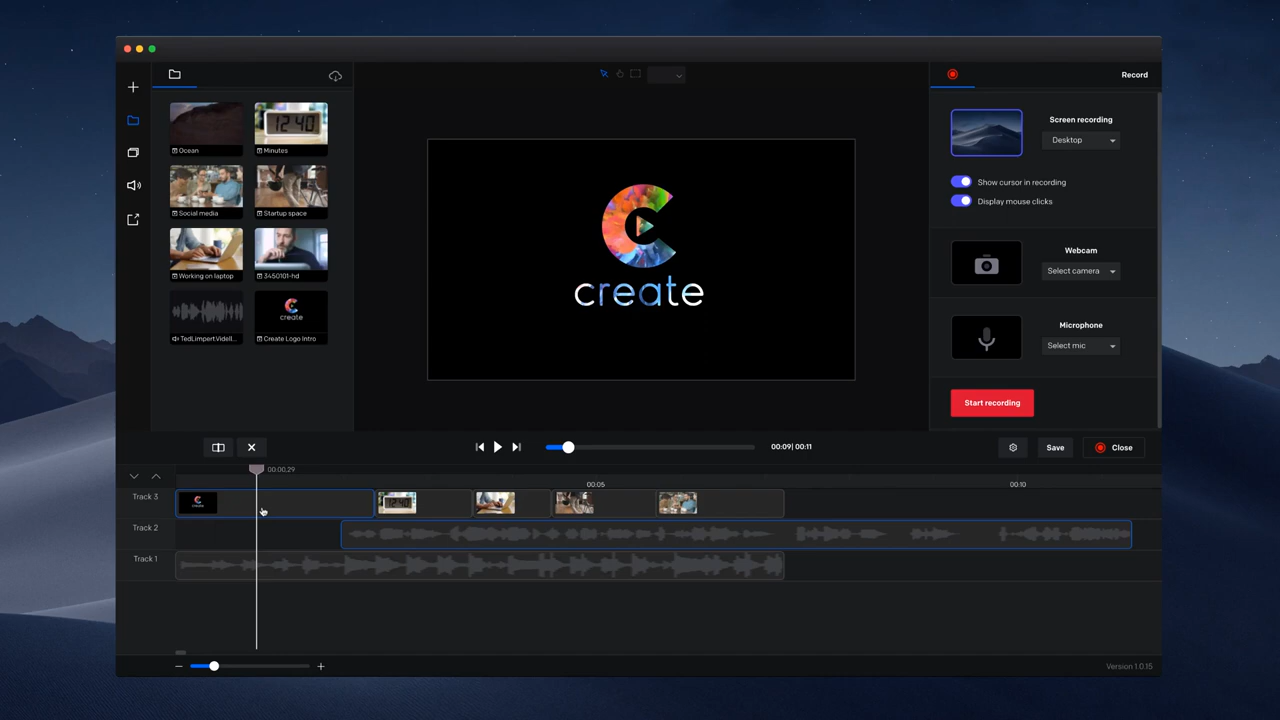 Record
12:40
Ocean
Minutes
Social media
Startup space
Working on laptop
3450101-hd
create
TedLimpert.Videll...
Create Logo Intro
create
Screen recording
Desktop
Show cursor in recording
Display mouse clicks
Webcam
Select camera
Microphone
Select mic
Start recording
00:09| 00:11
Save
Close
00:00.29
00:05
00:10
Track 3
Track 2
Track 1
Version 1.0.15